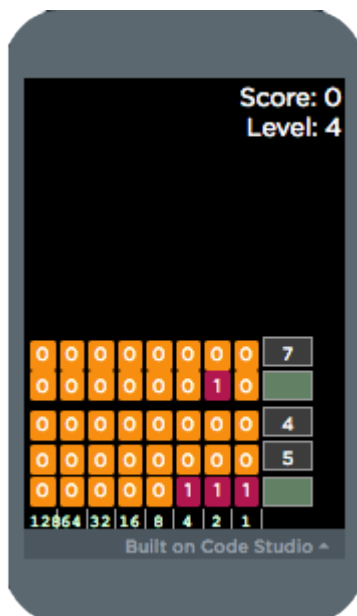 Score: 0
Level: 4
0 0 0 0 0 0 0 0 7
0 0 0 0 0 0 1 0
0 0 0 0 0 0 0 0 4
0 0 0 0 0 0 0 0 5
0 0 0 0 0 1 1 1
128 64 32 16 8 4 2 1
Built on Code Studio